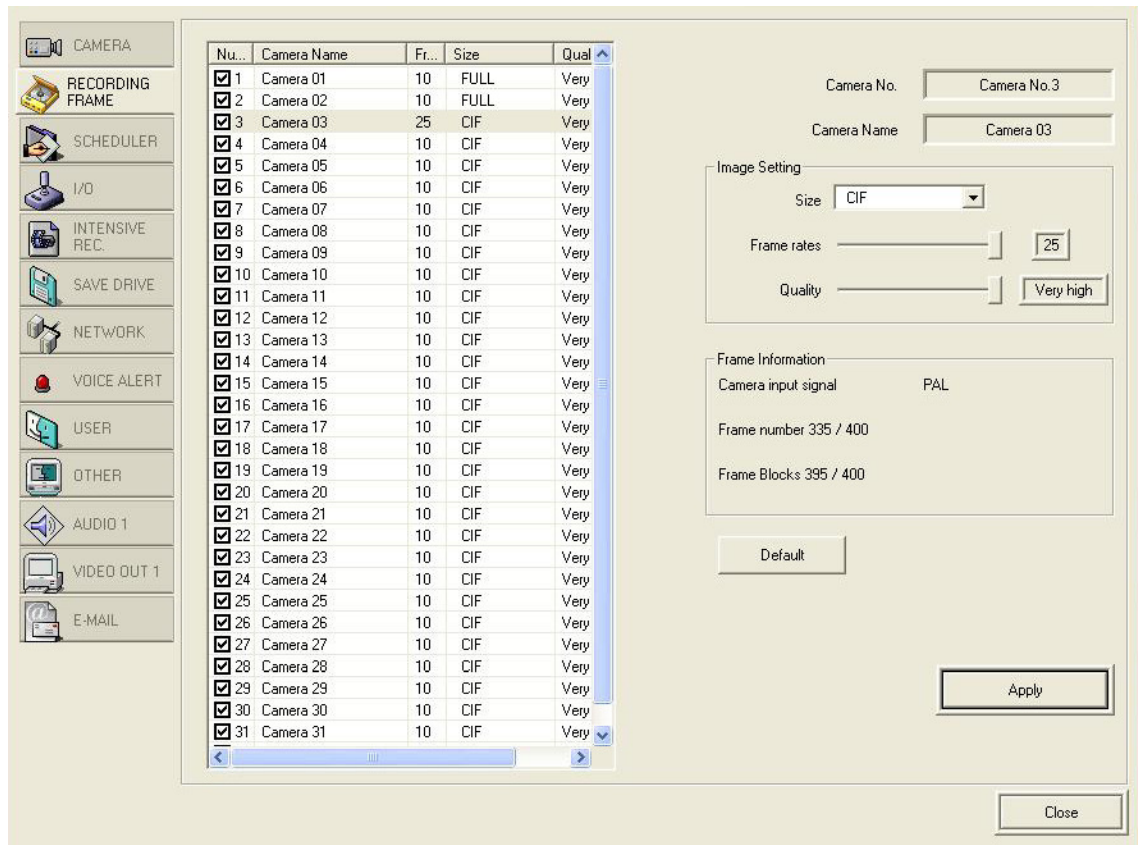 CAMERA
RECORDING
FRAME
SCHEDULER
I/O
INTENSIVE
REC.
SAVE DRIVE
NETWORK
VOICE ALERT
USER
OTHER
AUDIO 1
VIDEO OUT 1
E-MAIL
Nu... Camera Name Fr... Size Qual
1 Camera 01 10 FULL Very
2 Camera 02 10 FULL Very
3 Camera 03 25 CIF Very
4 Camera 04 10 CIF Very
5 Camera 05 10 CIF Very
6 Camera 06 10 CIF Very
7 Camera 07 10 CIF Very
8 Camera 08 10 CIF Very
9 Camera 09 10 CIF Very
10 Camera 10 10 CIF Very
11 Camera 11 10 CIF Very
12 Camera 12 10 CIF Very
13 Camera 13 10 CIF Very
14 Camera 14 10 CIF Very
15 Camera 15 10 CIF Very
16 Camera 16 10 CIF Very
17 Camera 17 10 CIF Very
18 Camera 18 10 CIF Very
19 Camera 19 10 CIF Very
20 Camera 20 10 CIF Very
21 Camera 21 10 CIF Very
22 Camera 22 10 CIF Very
23 Camera 23 10 CIF Very
24 Camera 24 10 CIF Very
25 Camera 25 10 CIF Very
26 Camera 26 10 CIF Very
27 Camera 27 10 CIF Very
28 Camera 28 10 CIF Very
29 Camera 29 10 CIF Very
30 Camera 30 10 CIF Very
31 Camera 31 10 CIF Very
Camera No. Camera No.3
Camera Name Camera 03
Image Setting
Size CIF
Frame rates 25
Quality Very high
Frame Information
Camera input signal PAL
Frame number 335 / 400
Frame Blocks 395 / 400
Default
Apply
Close